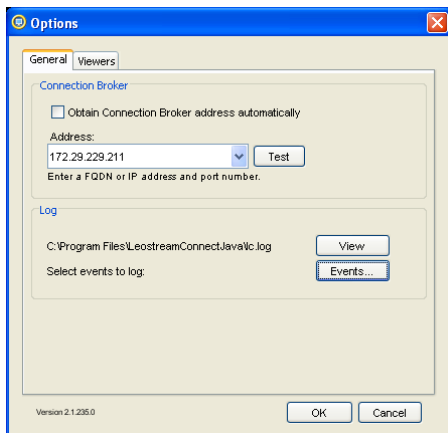 Options
General Viewers
Connection Broker
Obtain Connection Broker address automatically
Address:
172.29.229.211 Test
Enter a FQDN or IP address and port number.
Log
C:\Program Files\LeostreamConnectJava\lc.log View
Select events to log: Events...
Version 2.1.235.0 OK Cancel